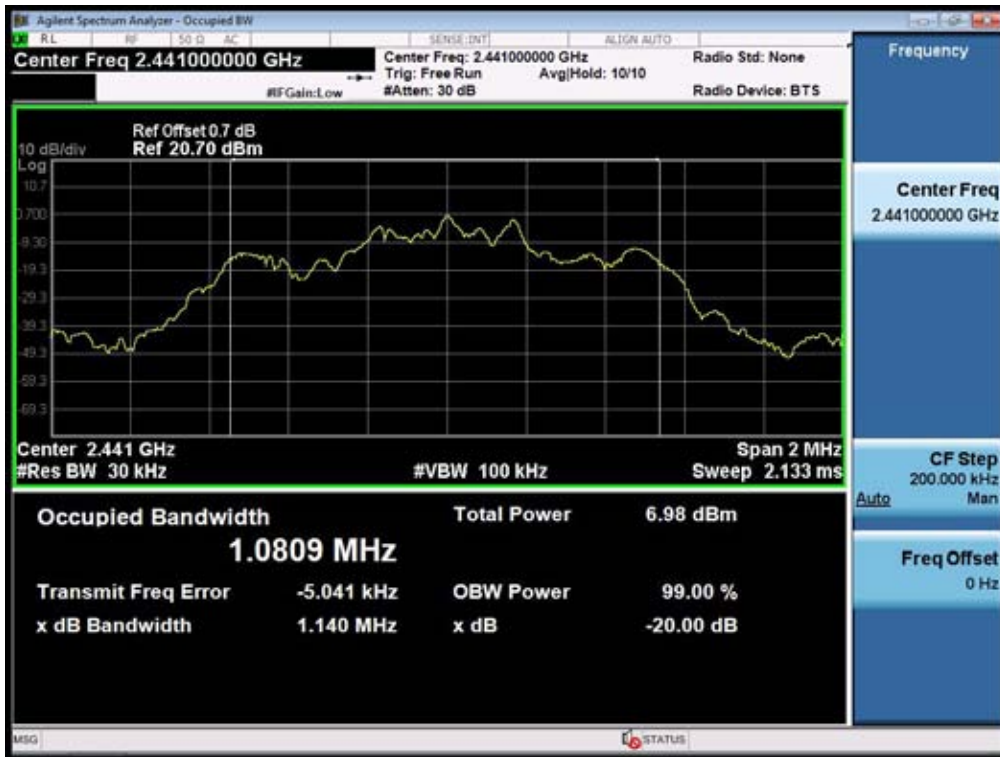 Agilent Spectrum Analyzer - Occupied BW
RL RF 50 Ω AC SENSE:INT ALIGN AUTO
Center Freq 2.441000000 GHz
Center Freq: 2.441000000 GHz Radio Std: None
Trig: Free Run Avg|Hold: 10/10
#IFGain:Low #Atten: 30 dB Radio Device: BTS
Ref Offset 0.7 dB
10 dB/div Ref 20.70 dBm
Log
10.7
0.700
-9.30
-19.3
-29.3
-39.3
-49.3
-59.3
-69.3
Center 2.441 GHz Span 2 MHz
#Res BW 30 kHz #VBW 100 kHz Sweep 2.133 ms
Occupied Bandwidth Total Power 6.98 dBm
1.0809 MHz
Transmit Freq Error -5.041 kHz OBW Power 99.00 %
x dB Bandwidth 1.140 MHz x dB -20.00 dB
MSG STATUS
Frequency
Center Freq
2.441000000 GHz
CF Step
200.000 kHz
Auto Man
Freq Offset
0 Hz